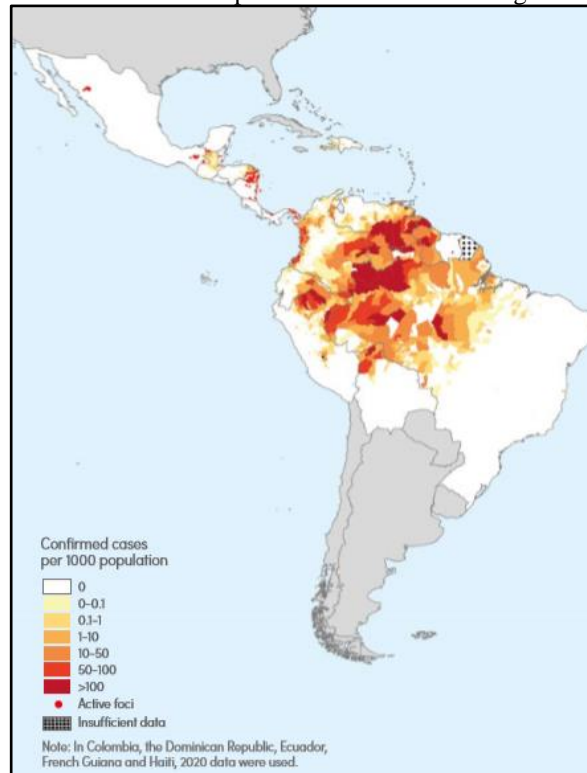 Confirmed cases
per 1000 population
0
0–0.1
0.1–1
1–10
10–50
50–100
>100
Active foci
Insufficient data
Note: In Colombia, the Dominican Republic, Ecuador,
French Guiana and Haiti, 2020 data were used.